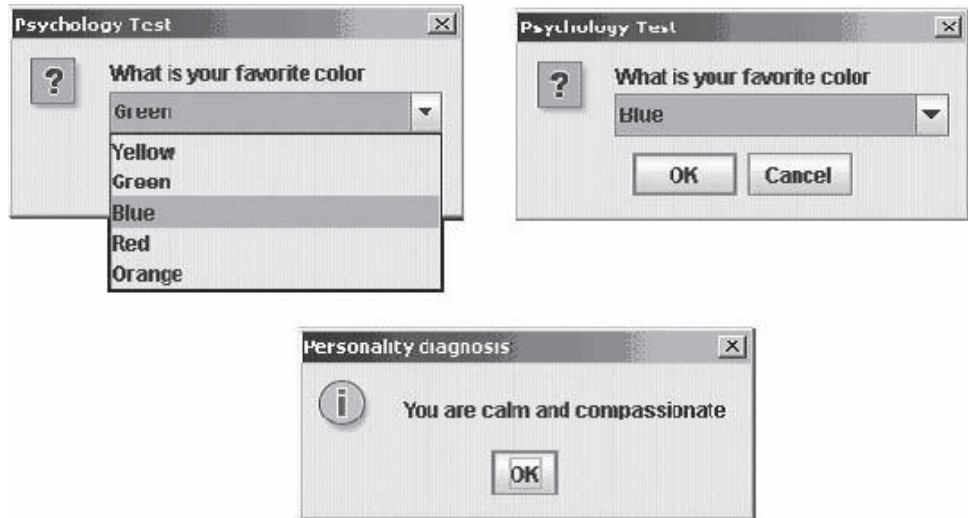 Psychology Test
What is your favorite color
Green
Yellow
Green
Blue
Red
Orange
Psychology Test
What is your favorite color
Blue
OK Cancel
Personality diagnosis
You are calm and compassionate
OK